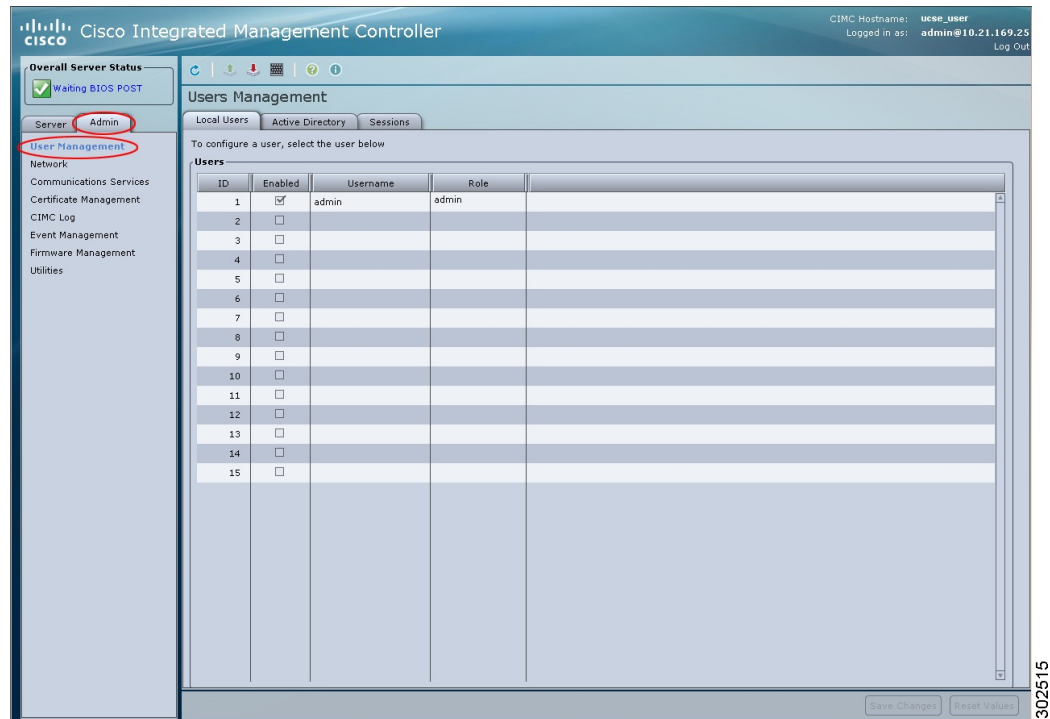 CISCO Cisco Integrated Management Controller
CIMC Hostname: ucse_user
Logged in as: admin@10.21.169.25
Log Out
Overall Server Status
Waiting BIOS POST
Server Admin
User Management
Network
Communications Services
Certificate Management
CIMC Log
Event Management
Firmware Management
Utilities
Users Management
Local Users Active Directory Sessions
To configure a user, select the user below
Users
ID Enabled Username Role
1 admin admin
2
3
4
5
6
7
8
9
10
11
12
13
14
15
Save Changes Reset Values
302515